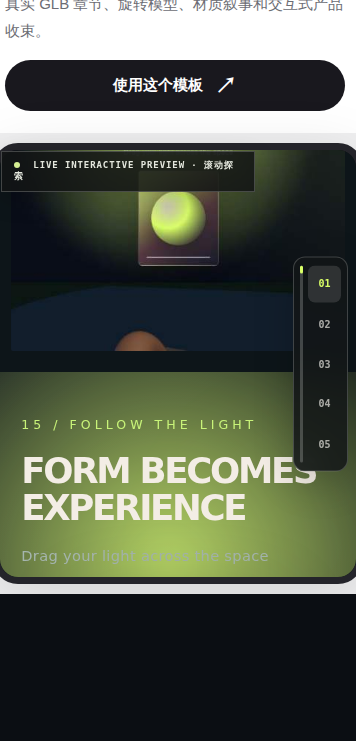 真实 GLB 章节、旋转模型、材质叙事和交互式产品
收束。
使用这个模板 ↗
LIVE INTERACTIVE PREVIEW · 滚动探
索
01
02
03
04
05
15 / FOLLOW THE LIGHT
FORM BECOMES
EXPERIENCE
Drag your light across the space